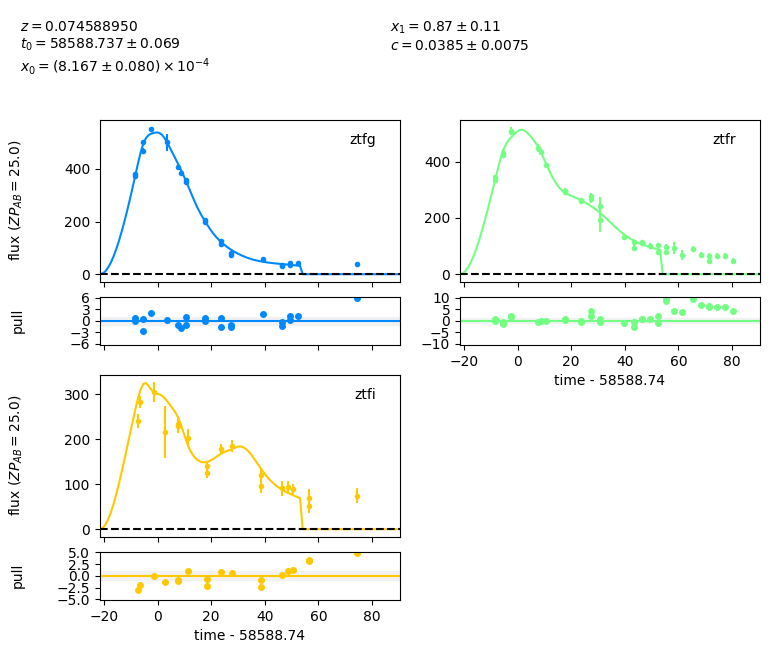 z = 0.074588950
t₀ = 58588.737 ± 0.069
x₀ = (8.167 ± 0.080) × 10⁻⁴
x₁ = 0.87 ± 0.11
c = 0.0385 ± 0.0075
ztfg
flux (ZP_AB = 25.0)
400
200
0
pull
6
3
0
−3
−6
ztfr
400
200
0
10
5
0
−5
−10
−20 0 20 40 60 80
time - 58588.74
ztfi
flux (ZP_AB = 25.0)
300
200
100
0
pull
5.0
2.5
0.0
−2.5
−5.0
−20 0 20 40 60 80
time - 58588.74